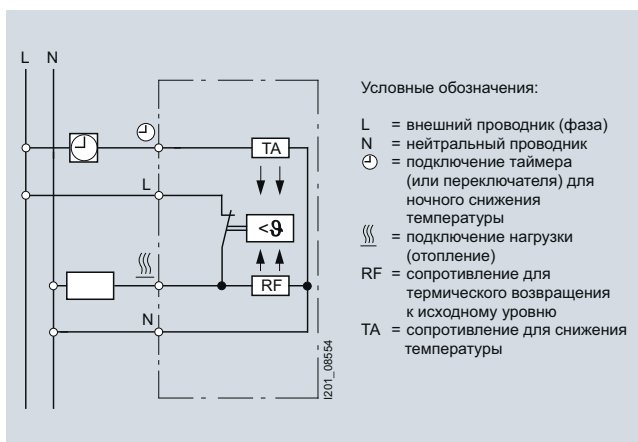 L N
TA
L
<ϑ
RF
N
I201_08554
Условные обозначения:
L = внешний проводник (фаза)
N = нейтральный проводник
= подключение таймера
(или переключателя) для
ночного снижения
температуры
= подключение нагрузки
(отопление)
RF = сопротивление для
термического возвращения
к исходному уровню
TA = сопротивление для снижения
температуры